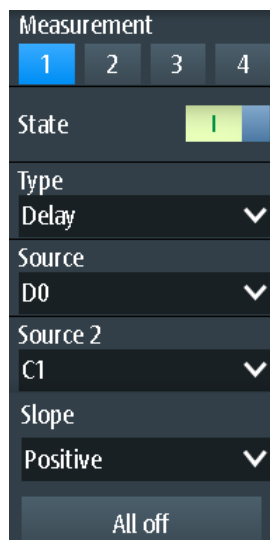 Measurement
1 2 3 4
State I
Type
Delay
Source
D0
Source 2
C1
Slope
Positive
All off